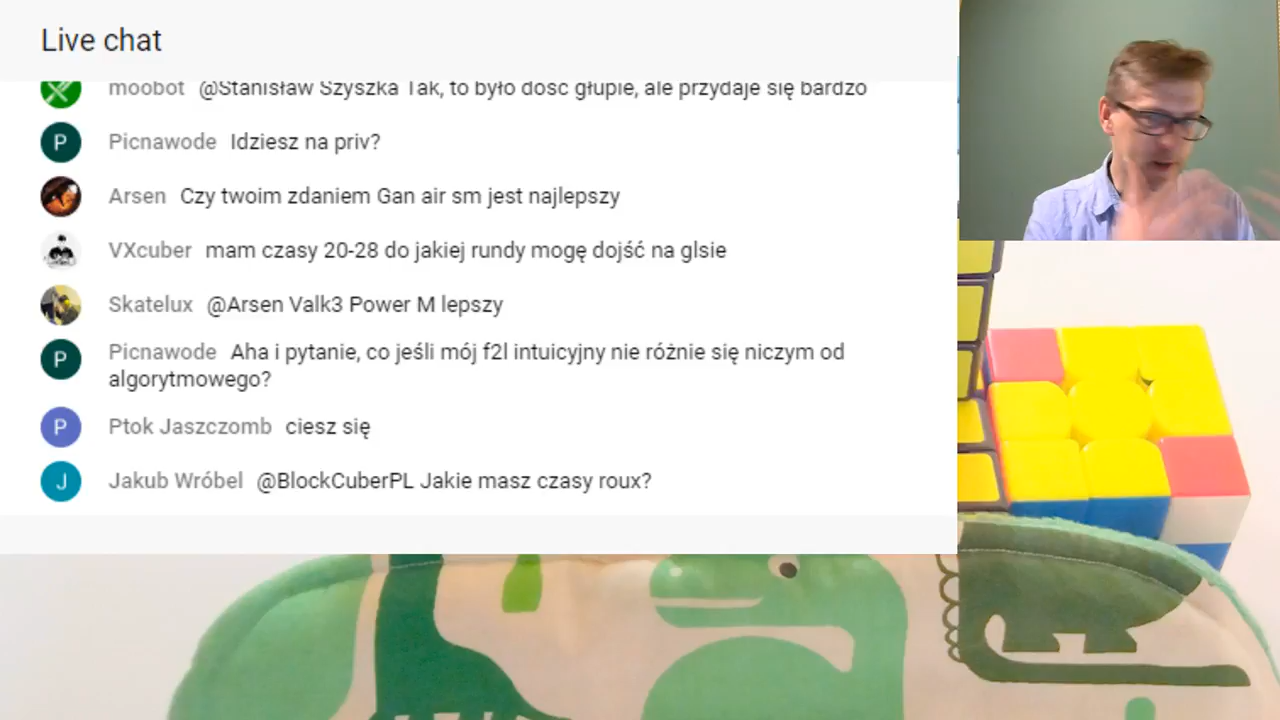 Live chat
moobot @Stanisław Szyszka Tak, to było dosc głupie, ale przydaje się bardzo
P Picnawode Idziesz na priv?
Arsen Czy twoim zdaniem Gan air sm jest najlepszy
VXcuber mam czasy 20-28 do jakiej rundy mogę dojść na glsie
Skatelux @Arsen Valk3 Power M lepszy
P Picnawode Aha i pytanie, co jeśli mój f2l intuicyjny nie różnie się niczym od
algorytmowego?
P Ptok Jaszczomb ciesz się
J Jakub Wróbel @BlockCuberPL Jakie masz czasy roux?